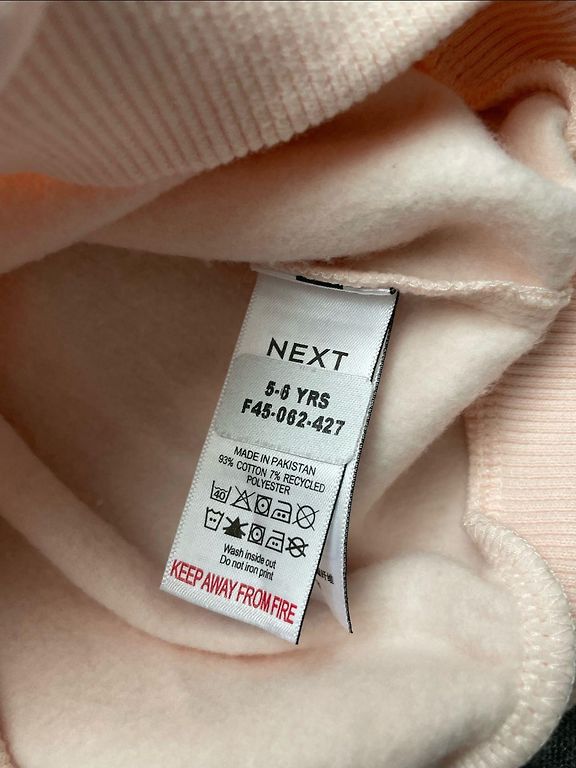 NEXT
5-6 YRS
F45-062-427
MADE IN PAKISTAN
93% COTTON 7% RECYCLED
POLYESTER
40
Wash inside out
Do not iron print
KEEP AWAY FROM FIRE